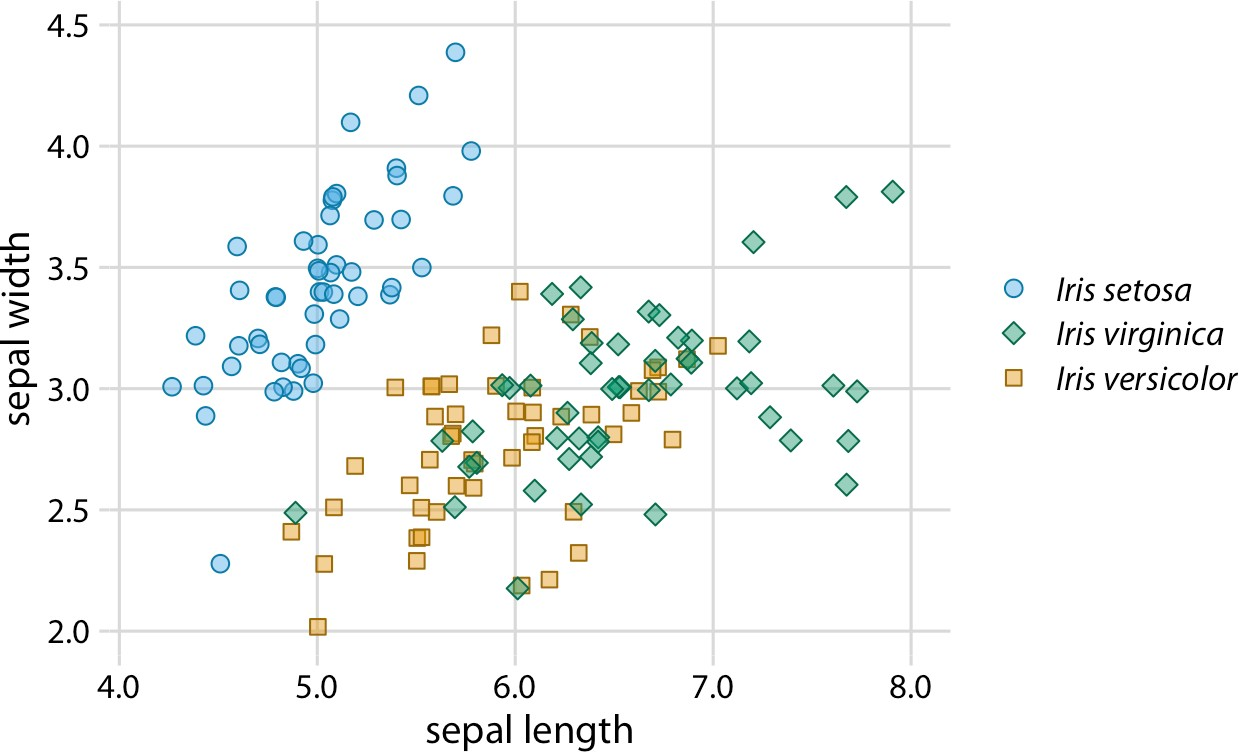 4.5
4.0
3.5
3.0
2.5
2.0
sepal width
4.0 5.0 6.0 7.0 8.0
sepal length
Iris setosa
Iris virginica
Iris versicolor